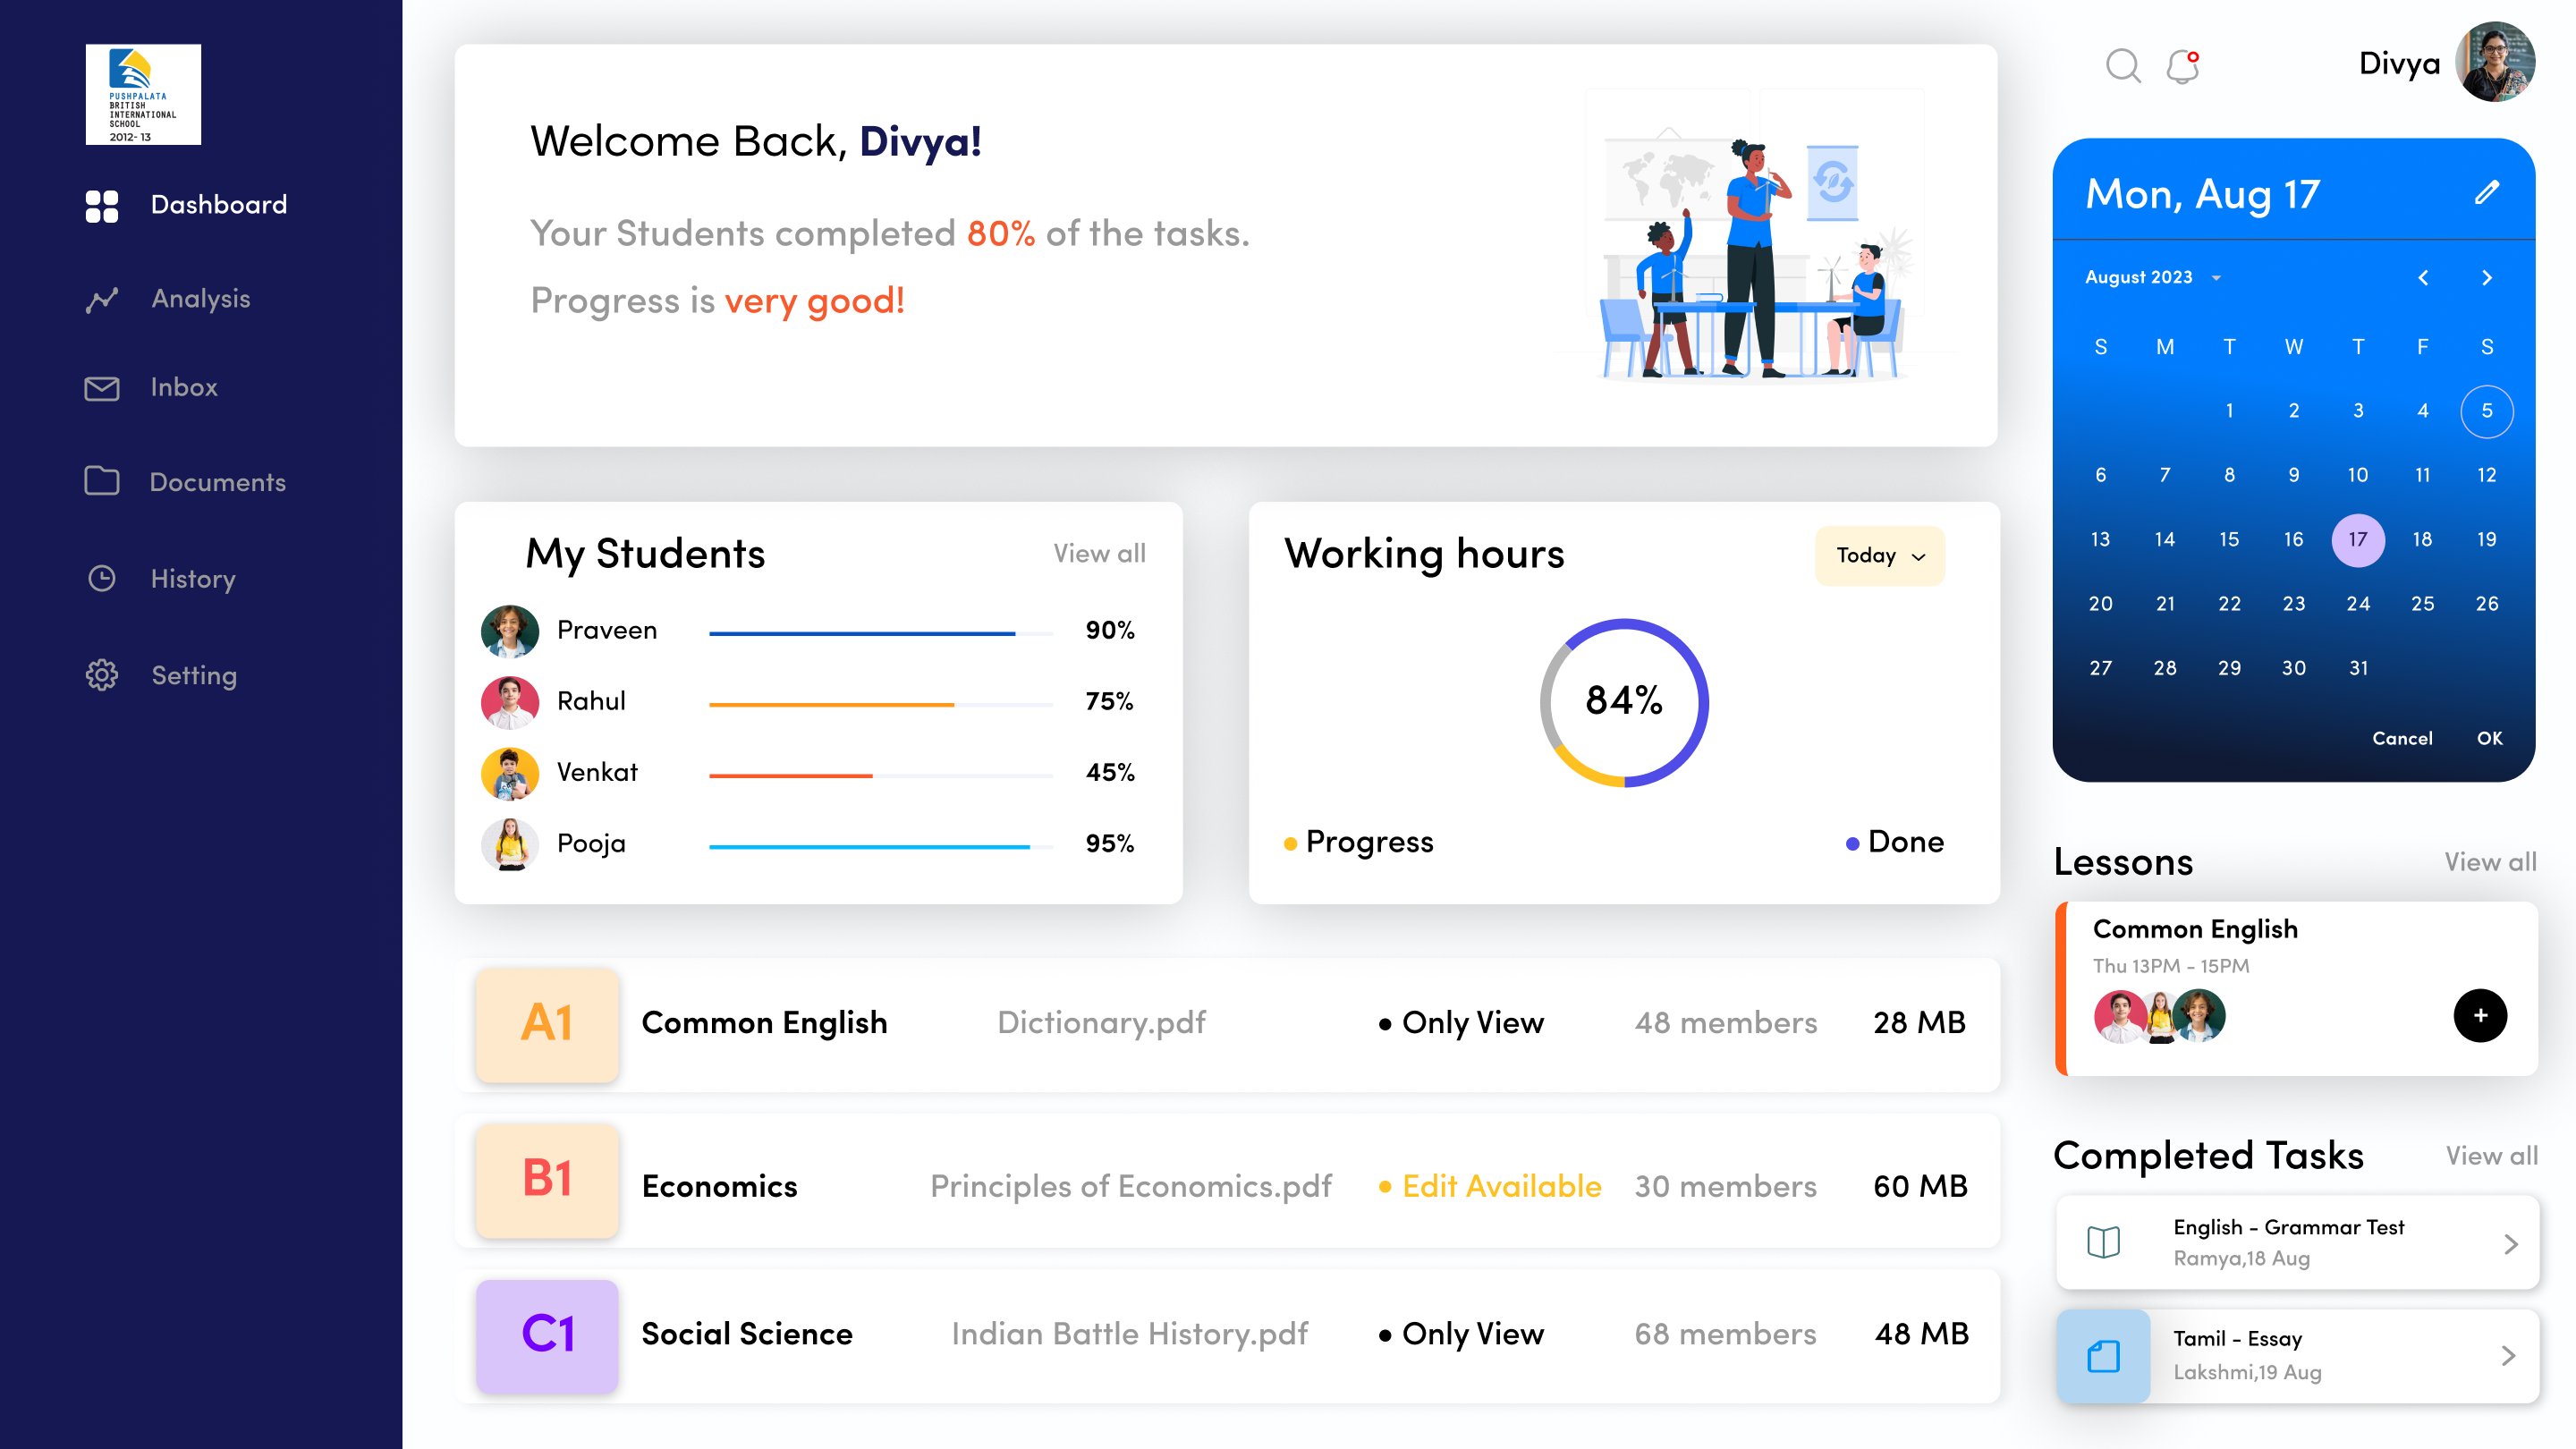 PUSHPALATA
BRITISH
INTERNATIONAL
SCHOOL
2012- 13
Dashboard
Analysis
Inbox
Documents
History
Setting
Welcome Back, Divya!
Your Students completed 80% of the tasks.
Progress is very good!
My Students
View all
Praveen 90%
Rahul 75%
Venkat 45%
Pooja 95%
Working hours
Today
84%
Progress
Done
A1 Common English Dictionary.pdf Only View 48 members 28 MB
B1 Economics Principles of Economics.pdf Edit Available 30 members 60 MB
C1 Social Science Indian Battle History.pdf Only View 68 members 48 MB
Divya
Mon, Aug 17
August 2023
S M T W T F S
1 2 3 4 5
6 7 8 9 10 11 12
13 14 15 16 17 18 19
20 21 22 23 24 25 26
27 28 29 30 31
Cancel OK
Lessons
View all
Common English
Thu 13PM - 15PM
+
Completed Tasks
View all
English - Grammar Test
Ramya,18 Aug
Tamil - Essay
Lakshmi,19 Aug